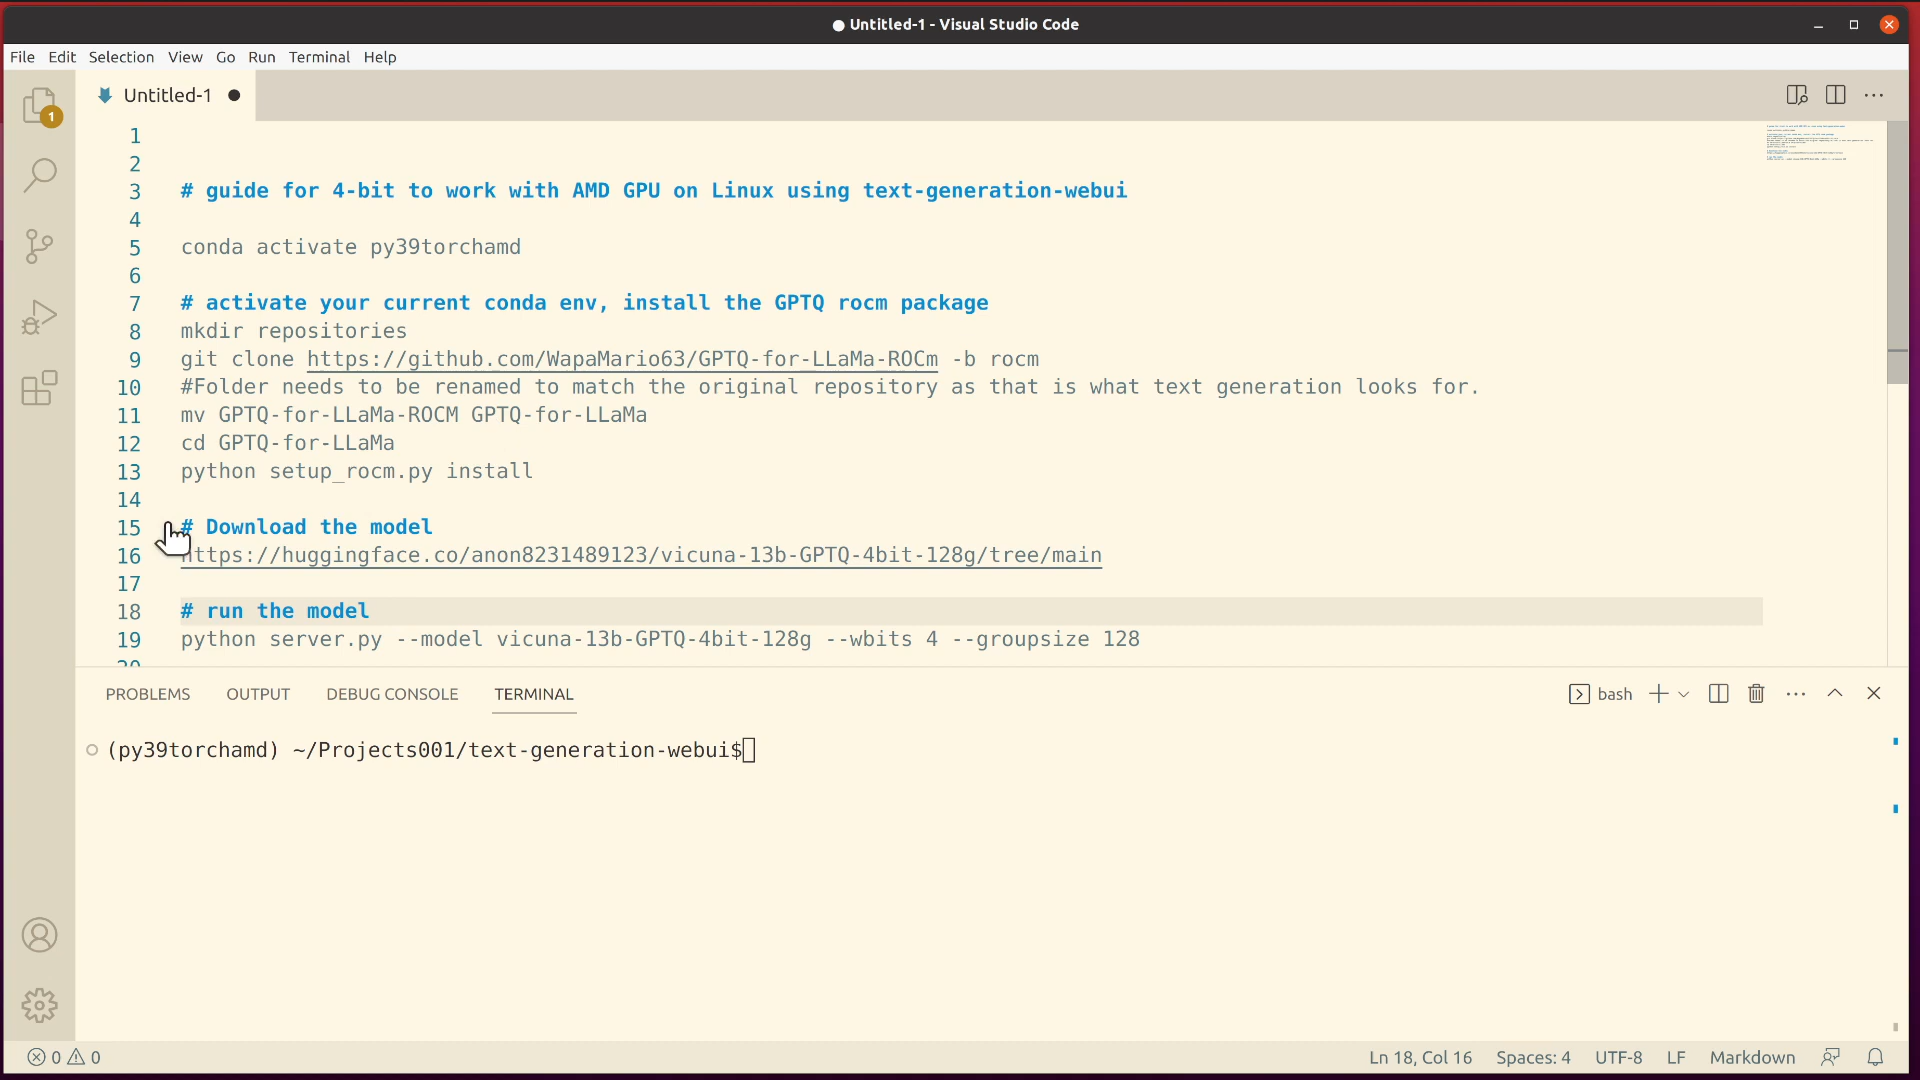 ● Untitled-1 - Visual Studio Code
File Edit Selection View Go Run Terminal Help
1
Untitled-1 ●
1
2
3 # guide for 4-bit to work with AMD GPU on Linux using text-generation-webui
4
5 conda activate py39torchamd
6
7 # activate your current conda env, install the GPTQ rocm package
8 mkdir repositories
9 git clone https://github.com/WapaMario63/GPTQ-for-LLaMa-ROCm -b rocm
10 #Folder needs to be renamed to match the original repository as that is what text generation looks for.
11 mv GPTQ-for-LLaMa-ROCM GPTQ-for-LLaMa
12 cd GPTQ-for-LLaMa
13 python setup_rocm.py install
14
15 # Download the model
16 https://huggingface.co/anon8231489123/vicuna-13b-GPTQ-4bit-128g/tree/main
17
18 # run the model
19 python server.py --model vicuna-13b-GPTQ-4bit-128g --wbits 4 --groupsize 128
20
PROBLEMS OUTPUT DEBUG CONSOLE TERMINAL bash
(py39torchamd) ~/Projects001/text-generation-webui$
0 0 Ln 18, Col 16 Spaces: 4 UTF-8 LF Markdown